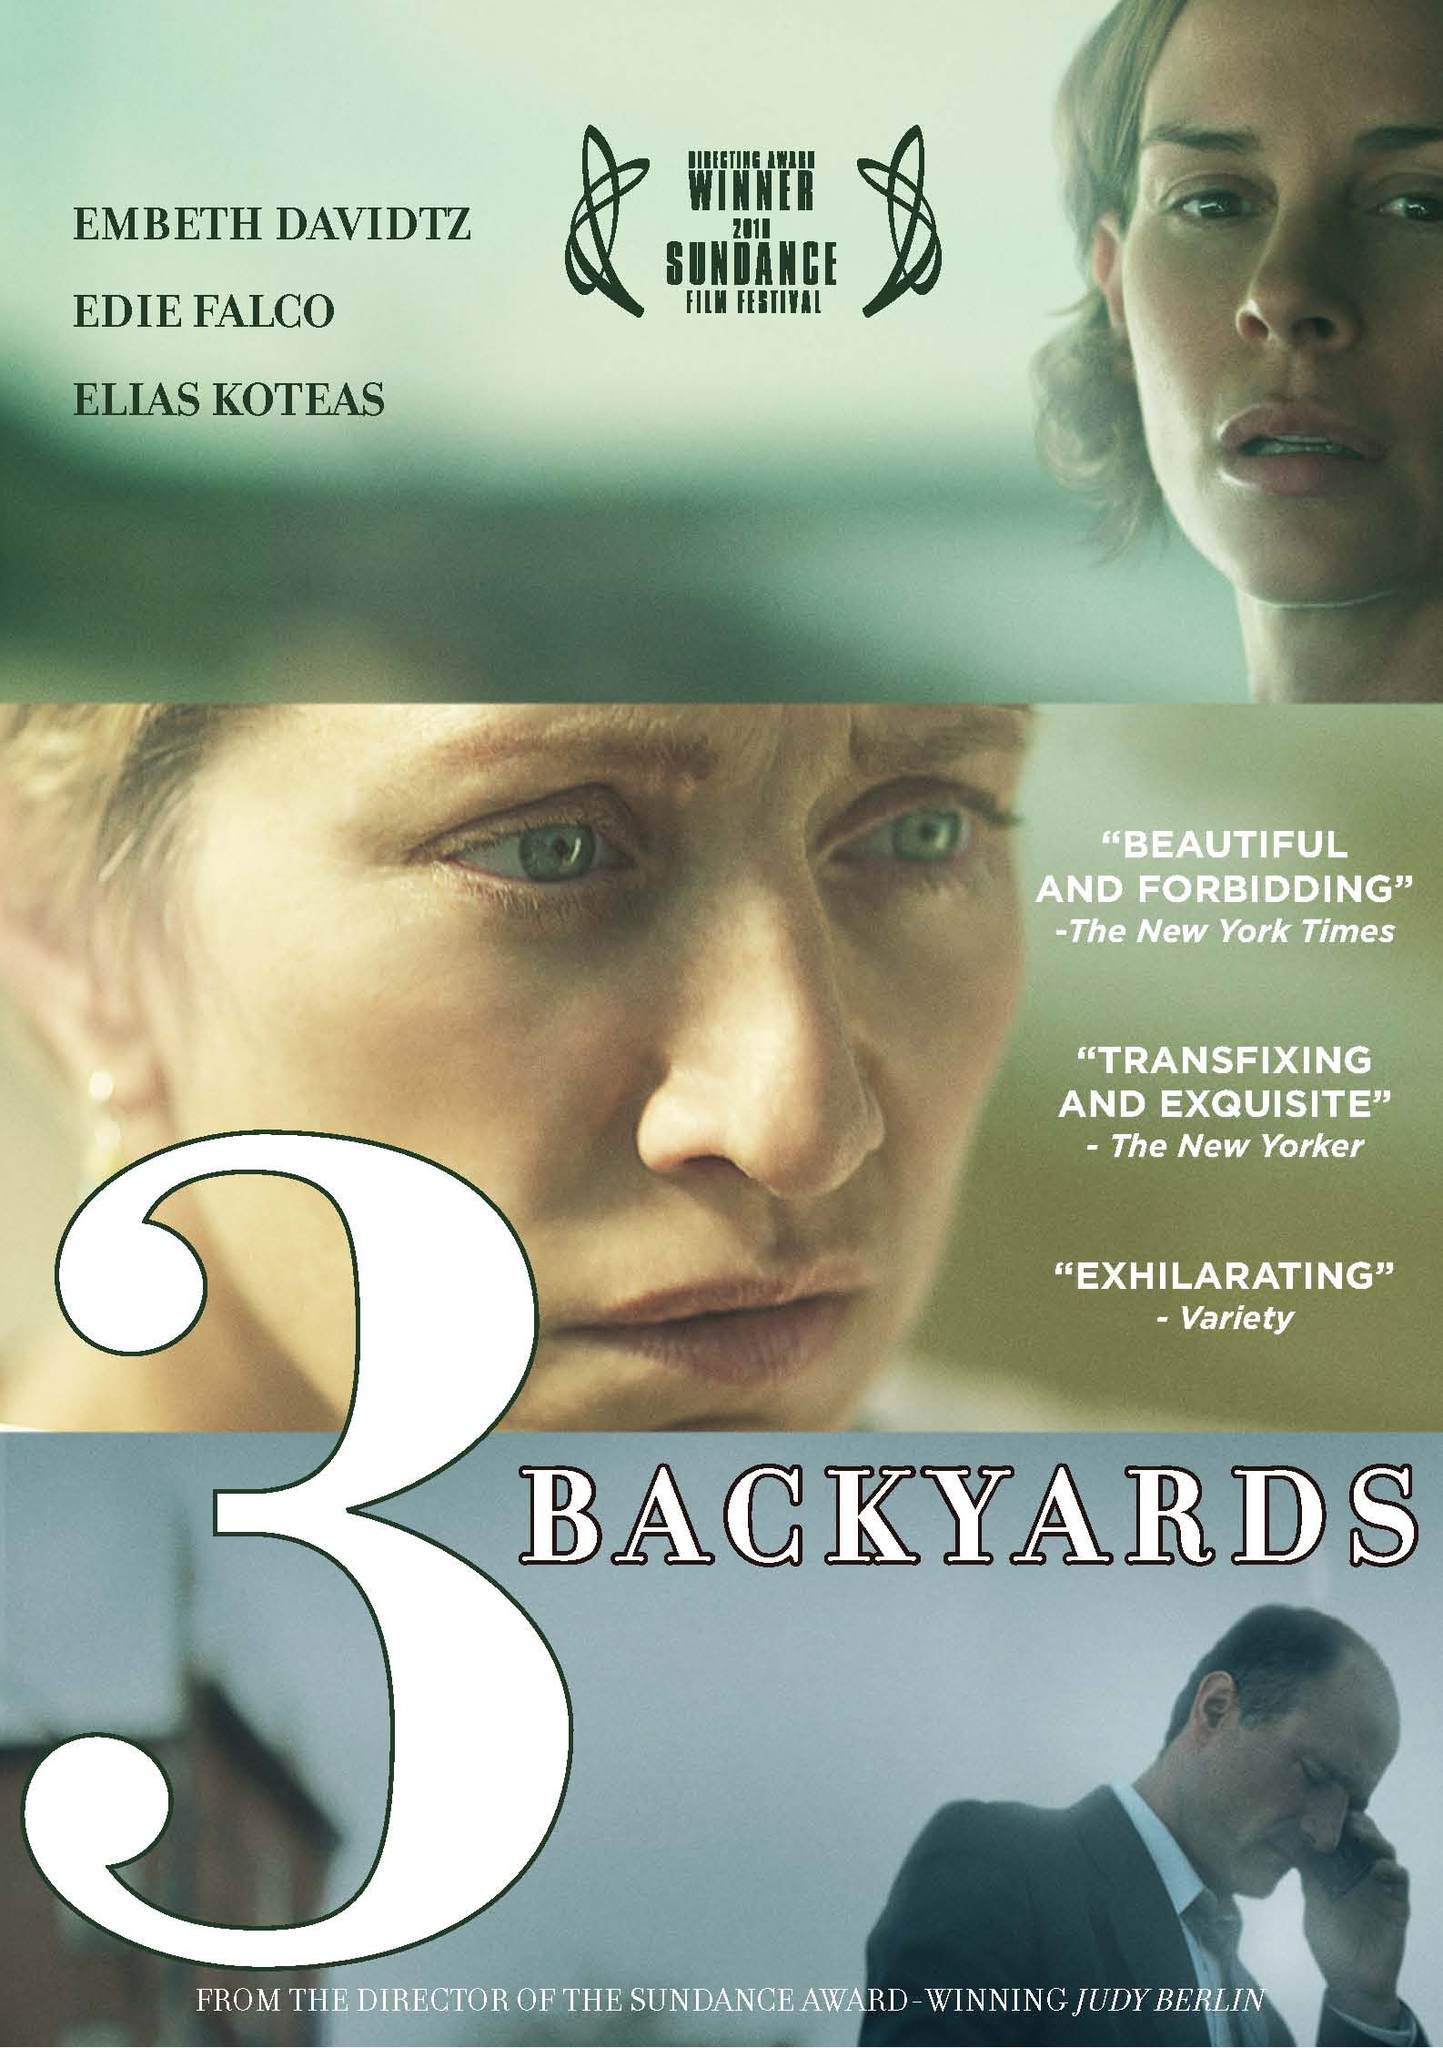 EMBETH DAVIDTZ
EDIE FALCO
ELIAS KOTEAS
DIRECTING AWARD
WINNER
2010
SUNDANCE
FILM FESTIVAL
“BEAUTIFUL
AND FORBIDDING”
-The New York Times
“TRANSFIXING
AND EXQUISITE”
- The New Yorker
“EXHILARATING”
- Variety
3 BACKYARDS
FROM THE DIRECTOR OF THE SUNDANCE AWARD-WINNING JUDY BERLIN